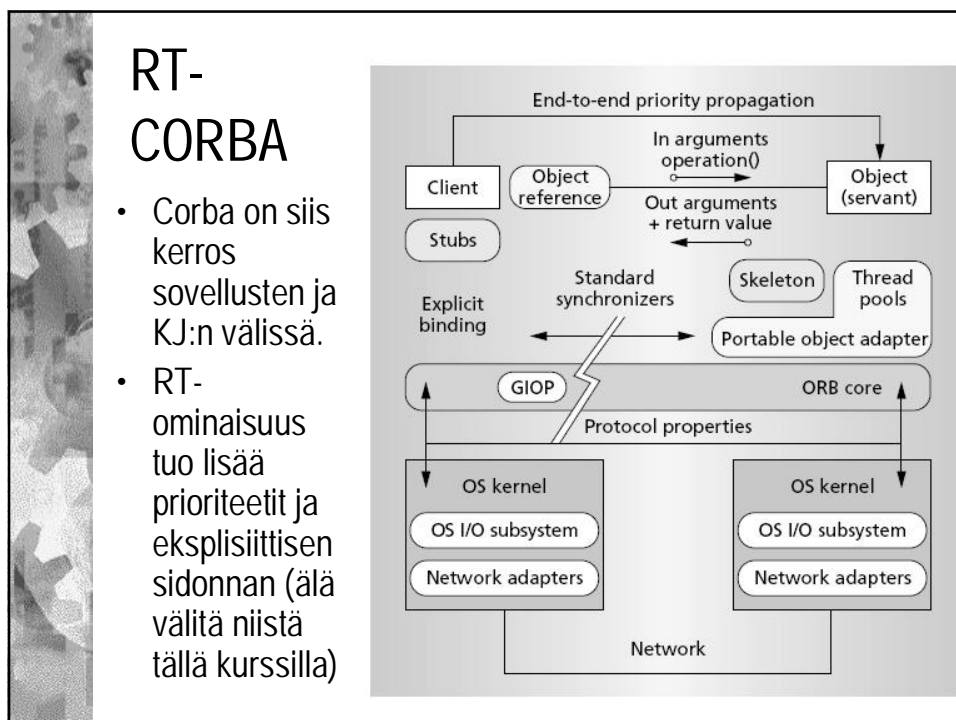 RT-
CORBA
• Corba on siis
kerros
sovellusten ja
KJ:n välissä.
• RT-
ominaisuus
tuo lisää
prioriteetit ja
eksplisiittisen
sidonnan (älä
välitä niistä
tällä kurssilla)
End-to-end priority propagation
In arguments
operation()
Client
Object
reference
Object
(servant)
Out arguments
+ return value
Stubs
Standard
synchronizers
Skeleton
Thread
pools
Explicit
binding
Portable object adapter
GIOP
ORB core
Protocol properties
OS kernel
OS I/O subsystem
Network adapters
OS kernel
OS I/O subsystem
Network adapters
Network